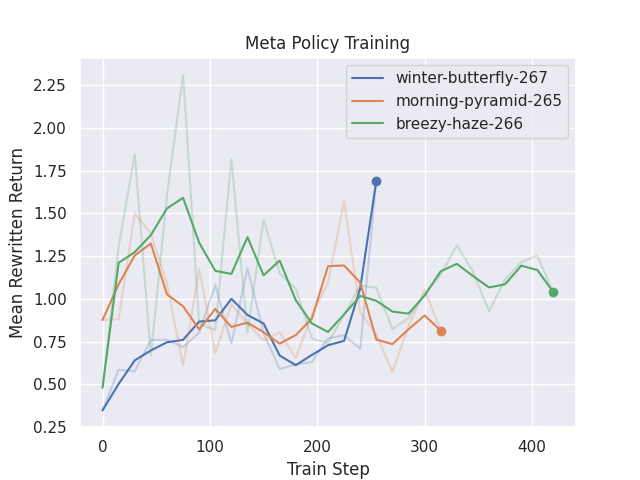 Meta Policy Training
winter-butterfly-267
morning-pyramid-265
breezy-haze-266
Mean Rewritten Return
2.25
2.00
1.75
1.50
1.25
1.00
0.75
0.50
0.25
0
100
200
300
400
Train Step